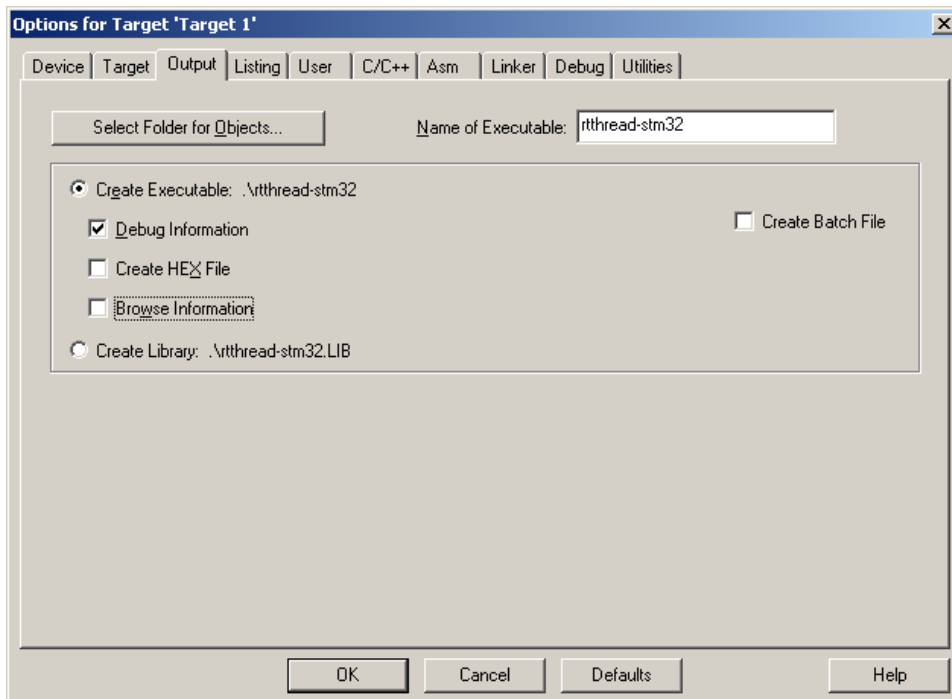 Options for Target 'Target 1'
Device Target Output Listing User C/C++ Asm Linker Debug Utilities
Select Folder for Objects... Name of Executable: rtthread-stm32
Create Executable: .\rtthread-stm32
Debug Information Create Batch File
Create HEX File
Browse Information
Create Library: .\rtthread-stm32.LIB
OK Cancel Defaults Help